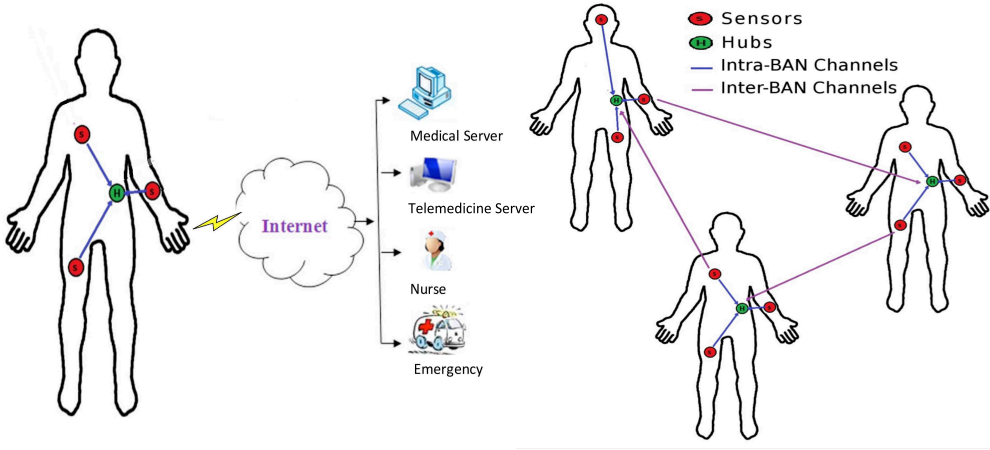 S
H
S
S
Internet
Medical Server
Telemedicine Server
Nurse
Emergency
S Sensors
H Hubs
Intra-BAN Channels
Inter-BAN Channels
S
H
S
S
S
H
S
S
S
H
S
S